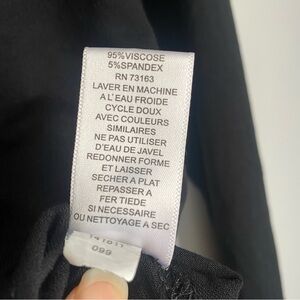 95%VISCOSE
5%SPANDEX
RN 73163
LAVER EN MACHINE
A L'EAU FROIDE
CYCLE DOUX
AVEC COULEURS
SIMILAIRES
NE PAS UTILISER
D'EAU DE JAVEL
REDONNER FORME
ET LAISSER
SECHER A PLAT
REPASSER A
FER TIEDE
SI NECESSAIRE
OU NETTOYAGE A SEC
099